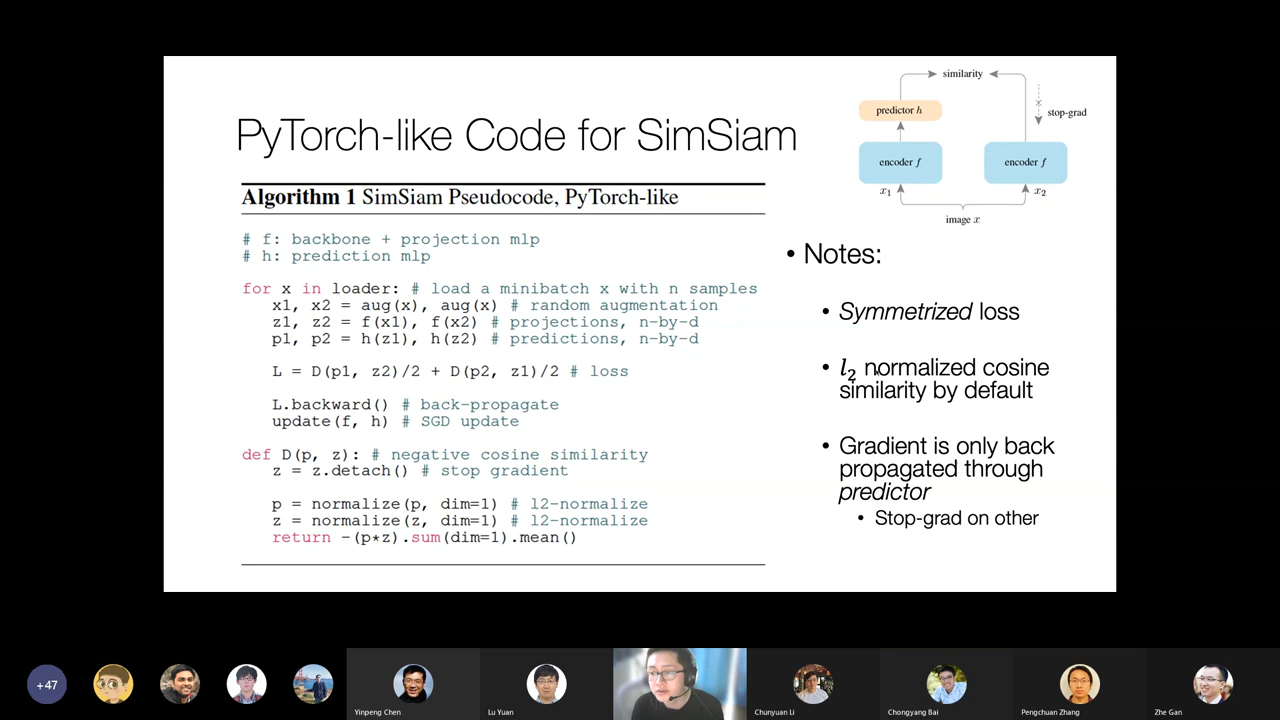 PyTorch-like Code for SimSiam
Algorithm 1 SimSiam Pseudocode, PyTorch-like
# f: backbone + projection mlp
# h: prediction mlp
for x in loader: # load a minibatch x with n samples
x1, x2 = aug(x), aug(x) # random augmentation
z1, z2 = f(x1), f(x2) # projections, n-by-d
p1, p2 = h(z1), h(z2) # predictions, n-by-d
L = D(p1, z2)/2 + D(p2, z1)/2 # loss
L.backward() # back-propagate
update(f, h) # SGD update
def D(p, z): # negative cosine similarity
z = z.detach() # stop gradient
p = normalize(p, dim=1) # l2-normalize
z = normalize(z, dim=1) # l2-normalize
return -(p*z).sum(dim=1).mean()
similarity
predictor h
stop-grad
encoder f
encoder f
x1
x2
image x
• Notes:
• Symmetrized loss
• l2 normalized cosine
similarity by default
• Gradient is only back
propagated through
predictor
• Stop-grad on other
+47
Yinpeng Chen
Lu Yuan
Chunyuan Li
Chongyang Bai
Pengchuan Zhang
Zhe Gan